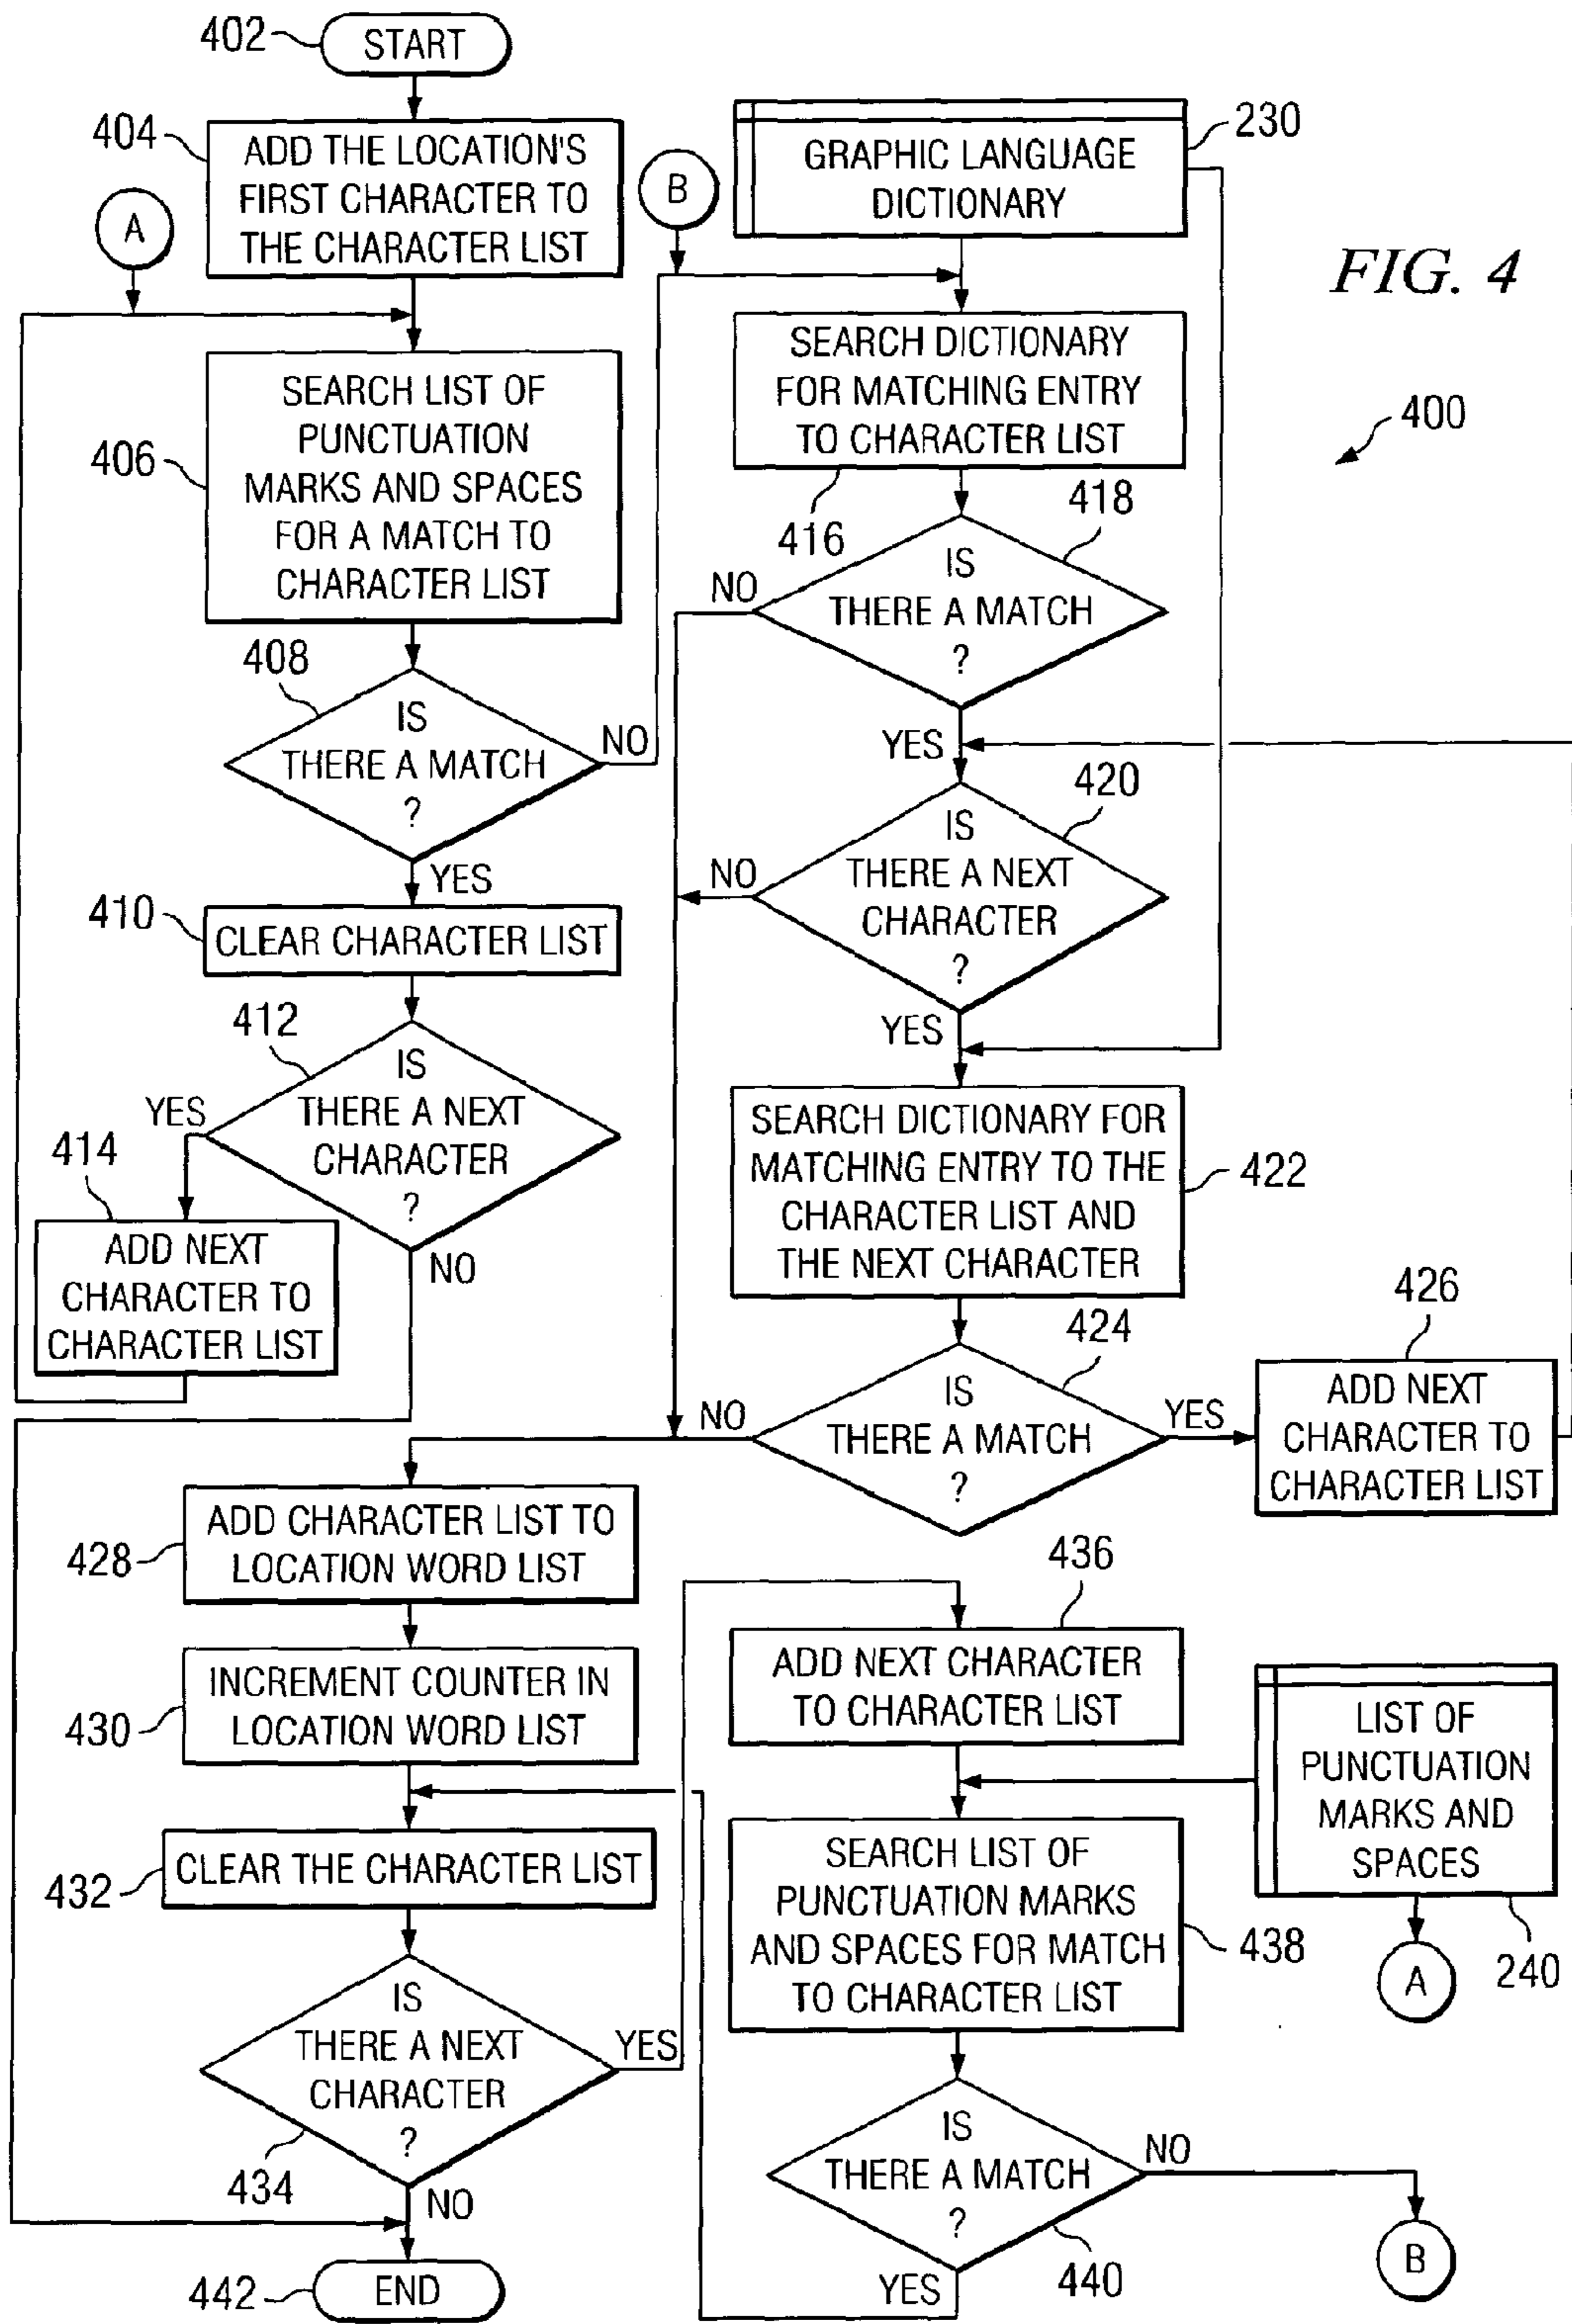 FIG. 4
400
402
START
404
ADD THE LOCATION'S
FIRST CHARACTER TO
THE CHARACTER LIST
A
406
SEARCH LIST OF
PUNCTUATION
MARKS AND SPACES
FOR A MATCH TO
CHARACTER LIST
408
IS
THERE A MATCH
?
NO
YES
410
CLEAR CHARACTER LIST
412
IS
THERE A NEXT
CHARACTER
?
YES
NO
414
ADD NEXT
CHARACTER TO
CHARACTER LIST
B
GRAPHIC LANGUAGE
DICTIONARY
230
SEARCH DICTIONARY
FOR MATCHING ENTRY
TO CHARACTER LIST
416
418
IS
THERE A MATCH
?
NO
YES
420
IS
THERE A NEXT
CHARACTER
?
NO
YES
SEARCH DICTIONARY FOR
MATCHING ENTRY TO THE
CHARACTER LIST AND
THE NEXT CHARACTER
422
424
IS
THERE A MATCH
?
NO
YES
426
ADD NEXT
CHARACTER TO
CHARACTER LIST
428
ADD CHARACTER LIST TO
LOCATION WORD LIST
430
INCREMENT COUNTER IN
LOCATION WORD LIST
432
CLEAR THE CHARACTER LIST
434
IS
THERE A NEXT
CHARACTER
?
YES
NO
442
END
436
ADD NEXT CHARACTER
TO CHARACTER LIST
LIST OF
PUNCTUATION
MARKS AND
SPACES
240
A
SEARCH LIST OF
PUNCTUATION MARKS
AND SPACES FOR MATCH
TO CHARACTER LIST
438
IS
THERE A MATCH
?
440
NO
YES
B